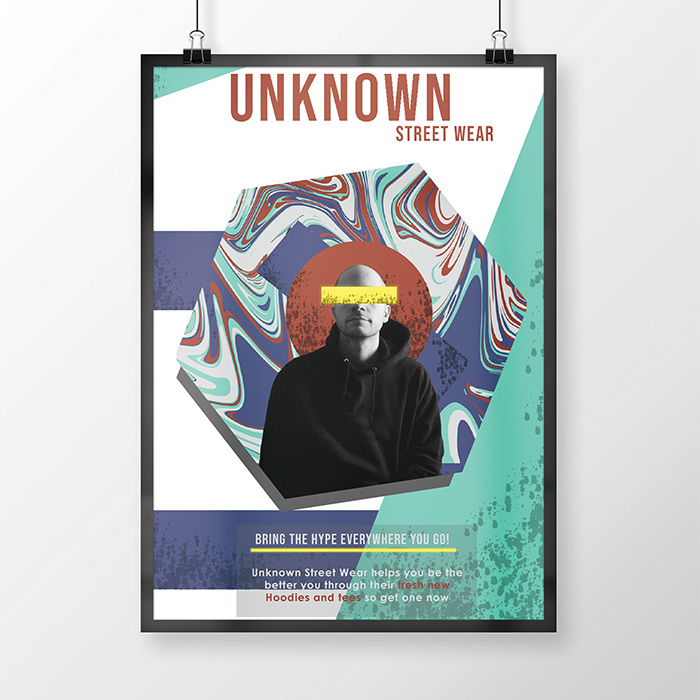 UNKNOWN
STREET WEAR
BRING THE HYPE EVERYWHERE YOU GO!
Unknown Street Wear helps you be the
better you through their fresh new
Hoodies and tees so get one now